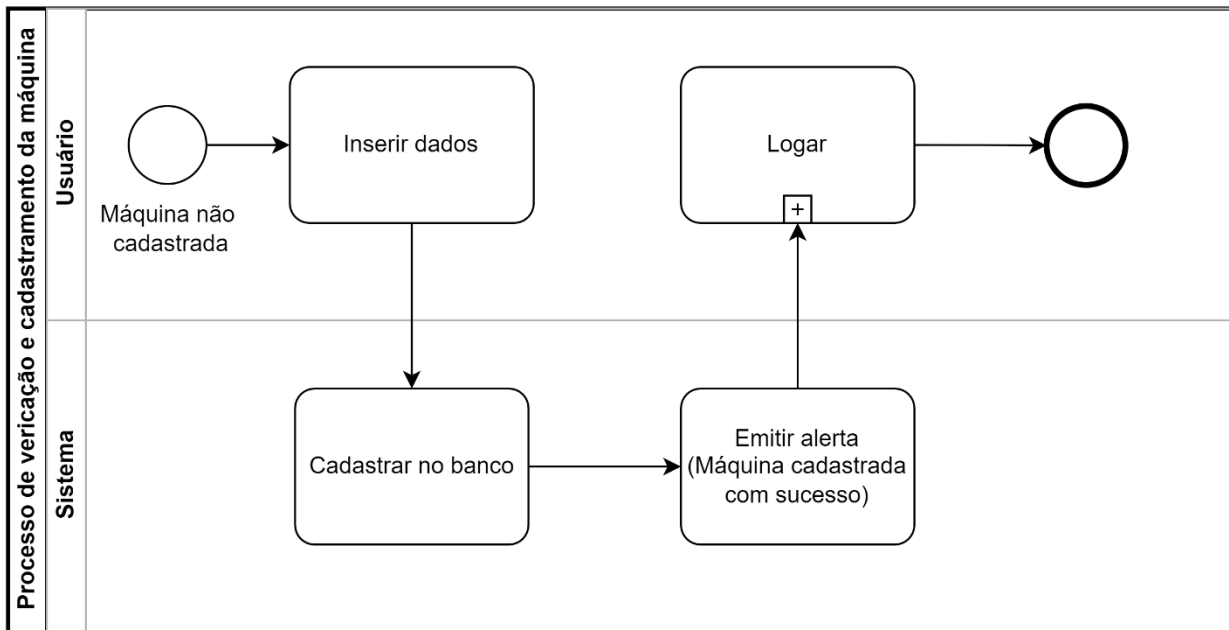 Processo de vericação e cadastramento da máquina
Usuário
Máquina não
cadastrada
Inserir dados
Logar
+
Sistema
Cadastrar no banco
Emitir alerta
(Máquina cadastrada
com sucesso)